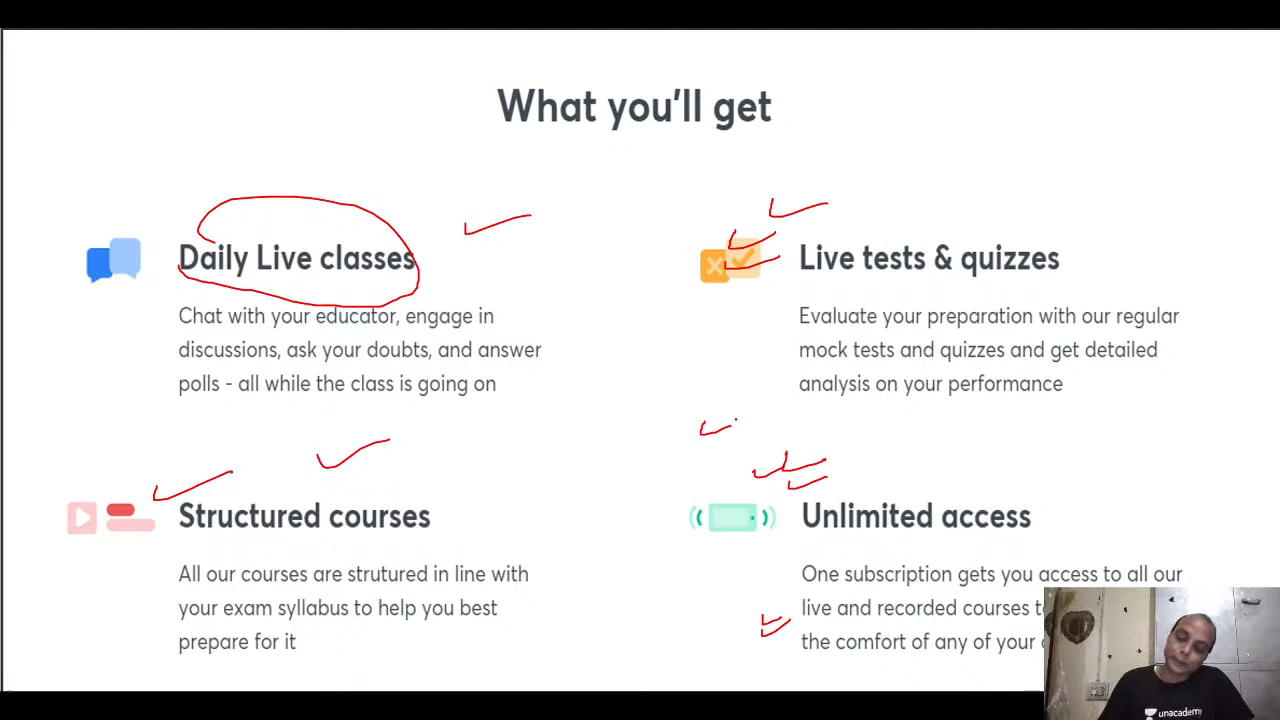 What you'll get
Daily Live classes
Chat with your educator, engage in
discussions, ask your doubts, and answer
polls - all while the class is going on
Live tests & quizzes
Evaluate your preparation with our regular
mock tests and quizzes and get detailed
analysis on your performance
Structured courses
All our courses are strutured in line with
your exam syllabus to help you best
prepare for it
Unlimited access
One subscription gets you access to all our
live and recorded courses
the comfort of any of your
unacademy